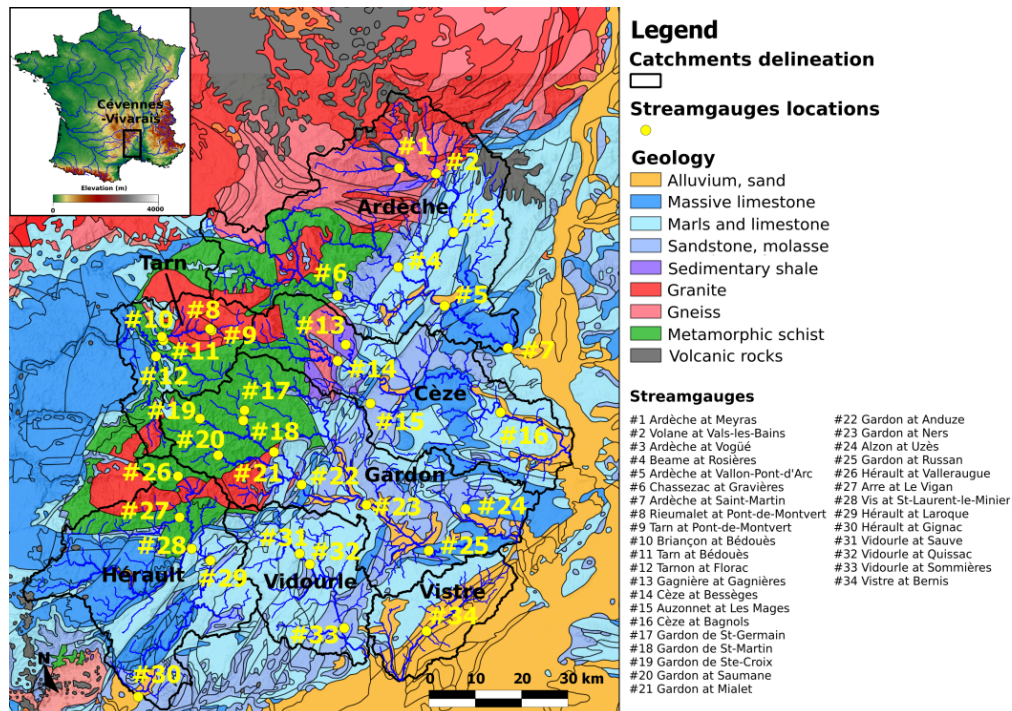 Cévennes
-Vivarais
Elevation (m)
0
4000
#1
#2
Ardèche
#3
#4
#6
#5
Tarn
#8
#10
#9
#13
#11
#7
#12
#14
#17
Cèze
#19
#15
#18
#16
#20
#26
#21
Gardon
#22
#27
#23
#24
#31
#28
#32
#25
Hérault
#29
Vidourle
Vistre
#33
#34
N
#30
0 10 20 30 km
Legend
Catchments delineation
Streamgauges locations
Geology
Alluvium, sand
Massive limestone
Marls and limestone
Sandstone, molasse
Sedimentary shale
Granite
Gneiss
Metamorphic schist
Volcanic rocks
Streamgauges
#1 Ardèche at Meyras
#2 Volane at Vals-les-Bains
#3 Ardèche at Vogüé
#4 Beame at Rosières
#5 Ardèche at Vallon-Pont-d'Arc
#6 Chassezac at Gravières
#7 Ardèche at Saint-Martin
#8 Rieumalet at Pont-de-Montvert
#9 Tarn at Pont-de-Montvert
#10 Briançon at Bédouès
#11 Tarn at Bédouès
#12 Tarnon at Florac
#13 Gagnière at Gagnières
#14 Cèze at Bessèges
#15 Auzonnet at Les Mages
#16 Cèze at Bagnols
#17 Gardon de St-Germain
#18 Gardon de St-Martin
#19 Gardon de Ste-Croix
#20 Gardon at Saumane
#21 Gardon at Mialet
#22 Gardon at Anduze
#23 Gardon at Ners
#24 Alzon at Uzès
#25 Gardon at Russan
#26 Hérault at Valleraugue
#27 Arre at Le Vigan
#28 Vis at St-Laurent-le-Minier
#29 Hérault at Laroque
#30 Hérault at Gignac
#31 Vidourle at Sauve
#32 Vidourle at Quissac
#33 Vidourle at Sommières
#34 Vistre at Bernis